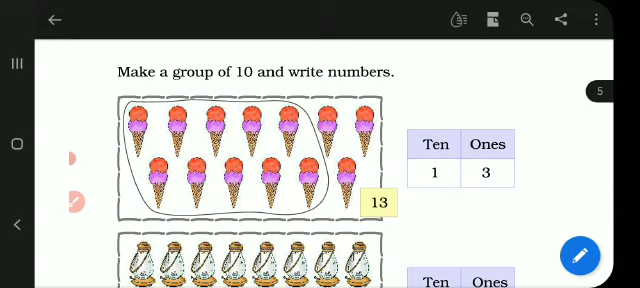 Make a group of 10 and write numbers.
5
Ten Ones
1 3
13
Ten Ones